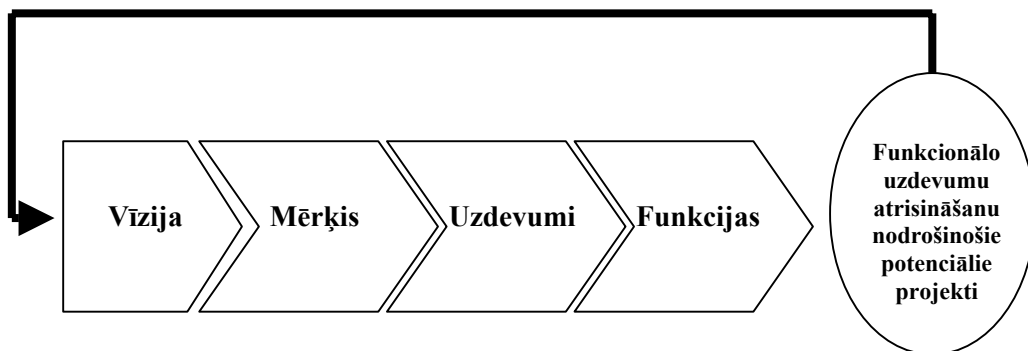 Vīzija
Mērķis
Uzdevumi
Funkcijas
Funkcionālo
uzdevumu
atrisināšanu
nodrošinošie
potenciālie
projekti